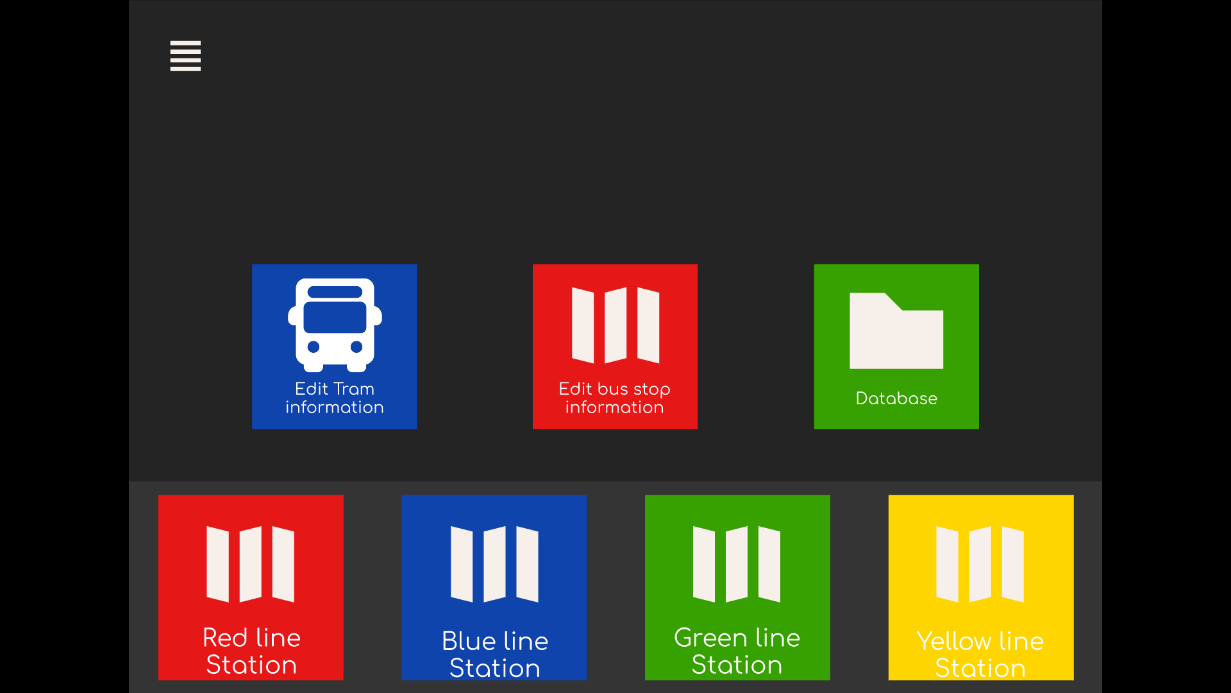 Edit Tram
information
Edit bus stop
information
Database
Red line
Station
Blue line
Station
Green line
Station
Yellow line
Station